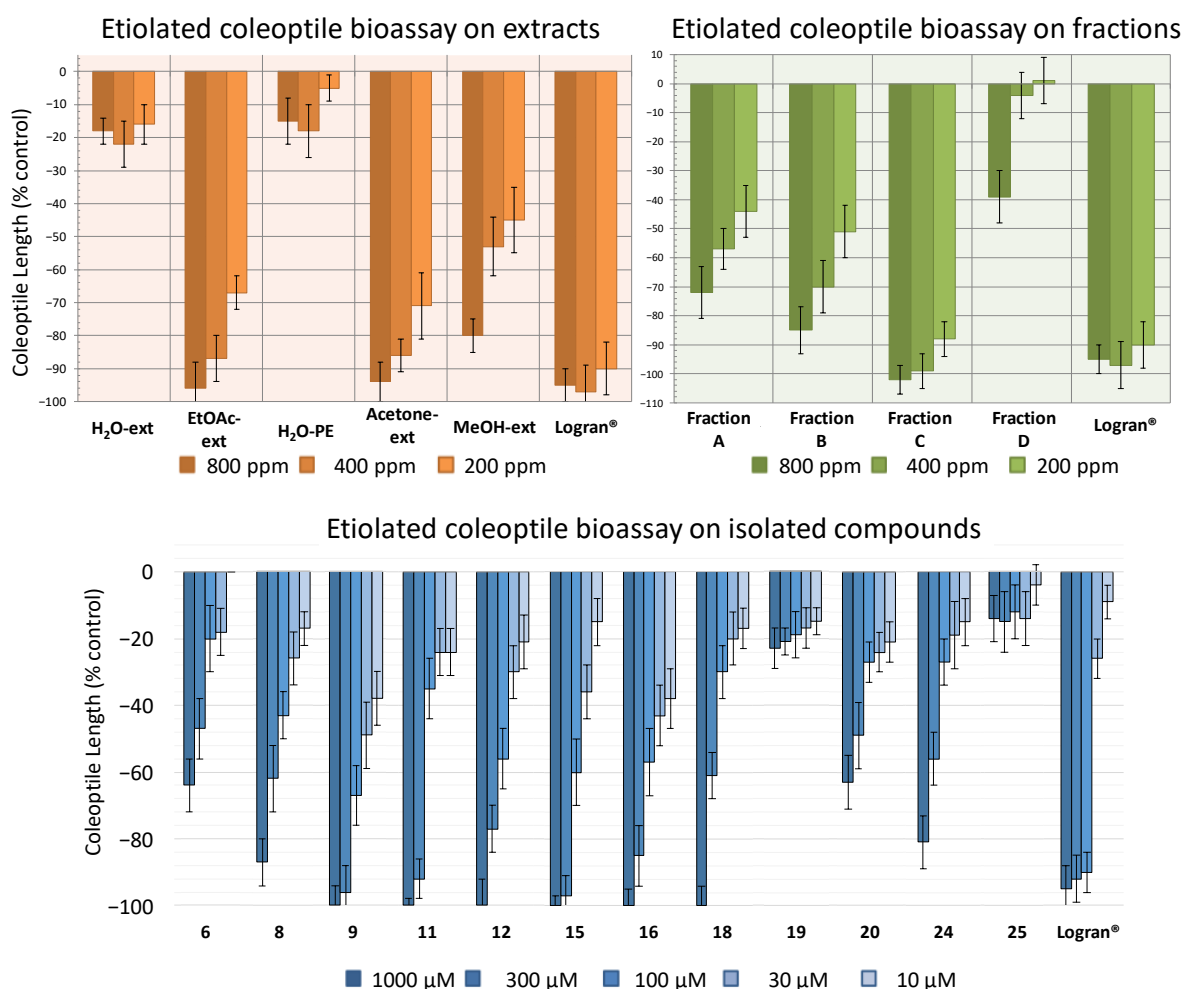 Etiolated coleoptile bioassay on extracts
Coleoptile Length (% control)
0
−10
−20
−30
−40
−50
−60
−70
−80
−90
−100
H₂O-ext EtOAc-ext H₂O-PE Acetone-ext MeOH-ext Logran®
800 ppm 400 ppm 200 ppm
Etiolated coleoptile bioassay on fractions
10
0
−10
−20
−30
−40
−50
−60
−70
−80
−90
−100
−110
Fraction A Fraction B Fraction C Fraction D Logran®
800 ppm 400 ppm 200 ppm
Etiolated coleoptile bioassay on isolated compounds
Coleoptile Length (% control)
0
−20
−40
−60
−80
−100
6 8 9 11 12 15 16 18 19 20 24 25 Logran®
1000 µM 300 µM 100 µM 30 µM 10 µM